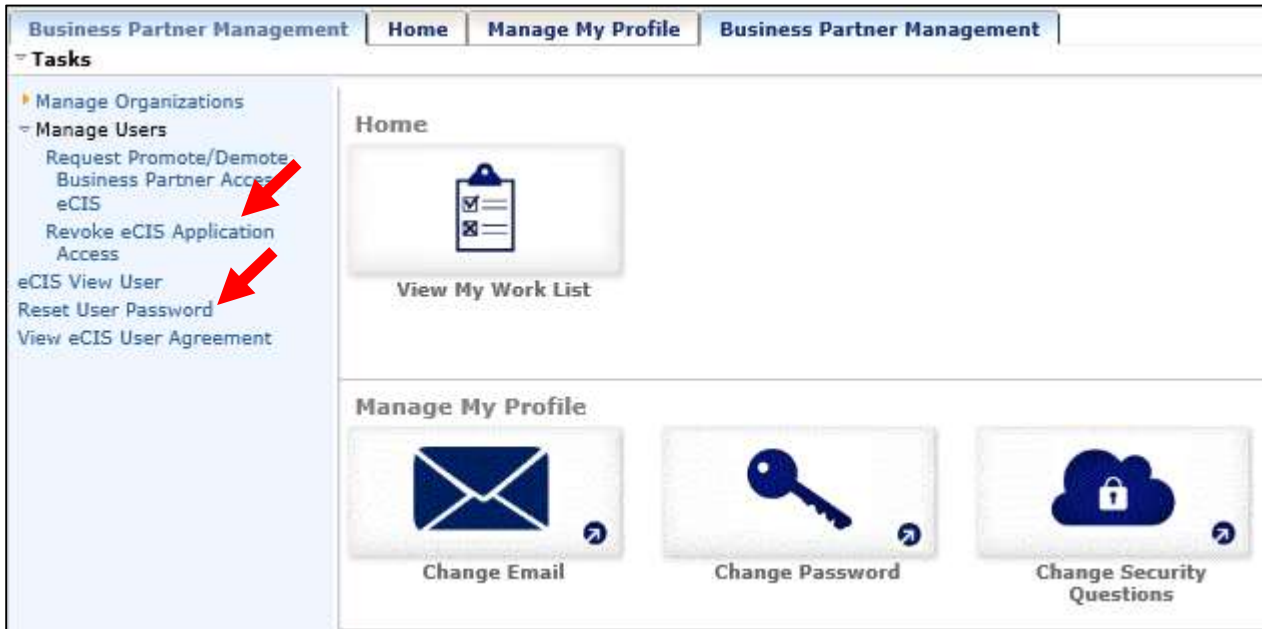 Business Partner Management Home Manage My Profile Business Partner Management
Tasks
Manage Organizations
Manage Users
Request Promote/Demote
Business Partner
eCIS
Revoke eCIS Application
Access
eCIS View User
Reset User Password
View eCIS User Agreement
Home
View My Work List
Manage My Profile
Change Email
Change Password
Change Security
Questions